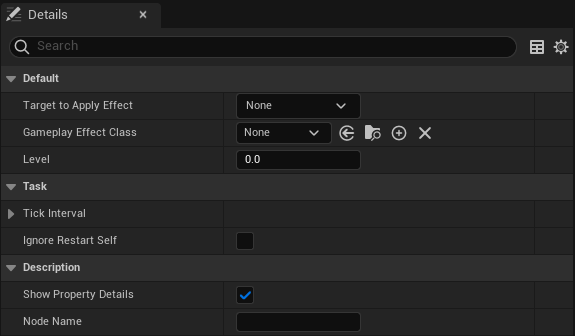 Details
Search
Default
Target to Apply Effect None
Gameplay Effect Class None
Level 0.0
Task
Tick Interval
Ignore Restart Self
Description
Show Property Details
Node Name